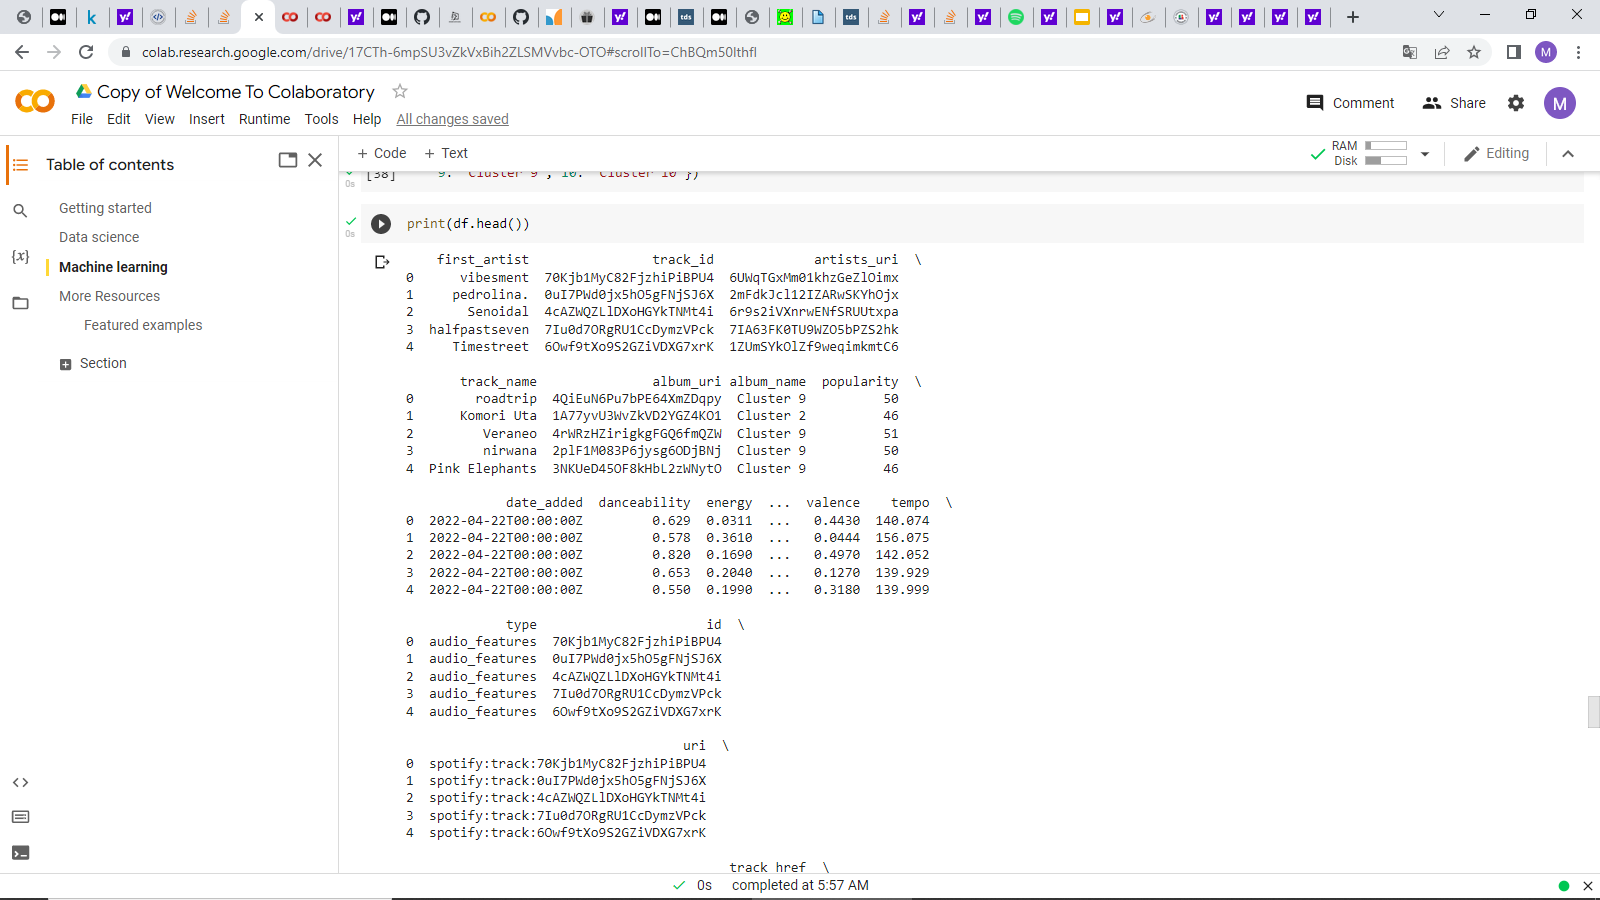 colab.research.google.com/drive/17CTh-6mpSU3vZkVxBih2ZLSMVvbc-OTO#scrollTo=ChBQm50lthfl
M
Copy of Welcome To Colaboratory
File Edit View Insert Runtime Tools Help All changes saved
Comment Share M
Table of contents
+ Code + Text
RAM
Disk
Editing
Getting started
Data science
Machine learning
More Resources
Featured examples
Section
[38] 9: 'Cluster 9', 10: 'Cluster 10'})
0s
print(df.head())
0s
first_artist track_id artists_uri \
0 vibesment 70Kjb1MyC82FjzhiPiBPU4 6UWqTGxMm01khzGeZlOimx
1 pedrolina. 0uI7PWd0jx5hO5gFNjSJ6X 2mFdkJcl12IZARwSKYhOjx
2 Senoidal 4cAZWQZLlDXoHGYkTNMt4i 6r9s2iVXnrwENfSRUUtxpa
3 halfpastseven 7Iu0d7ORgRU1CcDymzVPck 7IA63FK0TU9WZO5bPZS2hk
4 Timestreet 6Owf9tXo9S2GZiVDXG7xrK 1ZUmSYkOlZf9weqimkmtC6
track_name album_uri album_name popularity \
0 roadtrip 4QiEuN6Pu7bPE64XmZDqpy Cluster 9 50
1 Komori Uta 1A77yvU3WvZkVD2YGZ4KO1 Cluster 2 46
2 Veraneo 4rWRzHZirigkgFGQ6fmQZW Cluster 9 51
3 nirwana 2plF1M083P6jysg6ODjBNj Cluster 9 50
4 Pink Elephants 3NKUeD45OF8kHbL2zWNytO Cluster 9 46
date_added danceability energy ... valence tempo \
0 2022-04-22T00:00:00Z 0.629 0.0311 ... 0.4430 140.074
1 2022-04-22T00:00:00Z 0.578 0.3610 ... 0.0444 156.075
2 2022-04-22T00:00:00Z 0.820 0.1690 ... 0.4970 142.052
3 2022-04-22T00:00:00Z 0.653 0.2040 ... 0.1270 139.929
4 2022-04-22T00:00:00Z 0.550 0.1990 ... 0.3180 139.999
type id \
0 audio_features 70Kjb1MyC82FjzhiPiBPU4
1 audio_features 0uI7PWd0jx5hO5gFNjSJ6X
2 audio_features 4cAZWQZLlDXoHGYkTNMt4i
3 audio_features 7Iu0d7ORgRU1CcDymzVPck
4 audio_features 6Owf9tXo9S2GZiVDXG7xrK
uri \
0 spotify:track:70Kjb1MyC82FjzhiPiBPU4
1 spotify:track:0uI7PWd0jx5hO5gFNjSJ6X
2 spotify:track:4cAZWQZLlDXoHGYkTNMt4i
3 spotify:track:7Iu0d7ORgRU1CcDymzVPck
4 spotify:track:6Owf9tXo9S2GZiVDXG7xrK
track_href \
0s completed at 5:57 AM